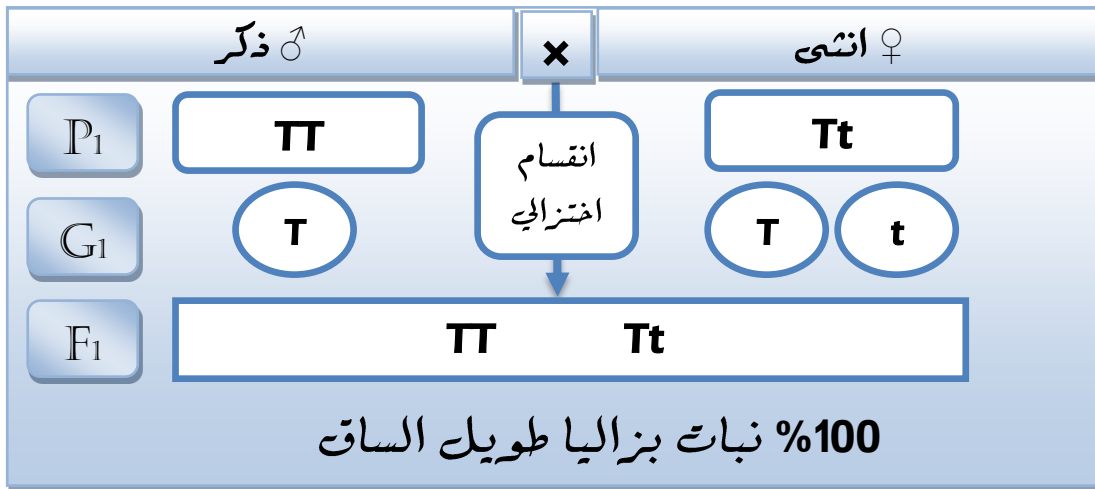 ♂ ذكر × ♀ انثى
P1 TT Tt
انقسام
اختزالي
G1 T T t
F1 TT Tt
100% نبات بزاليا طويل الساق